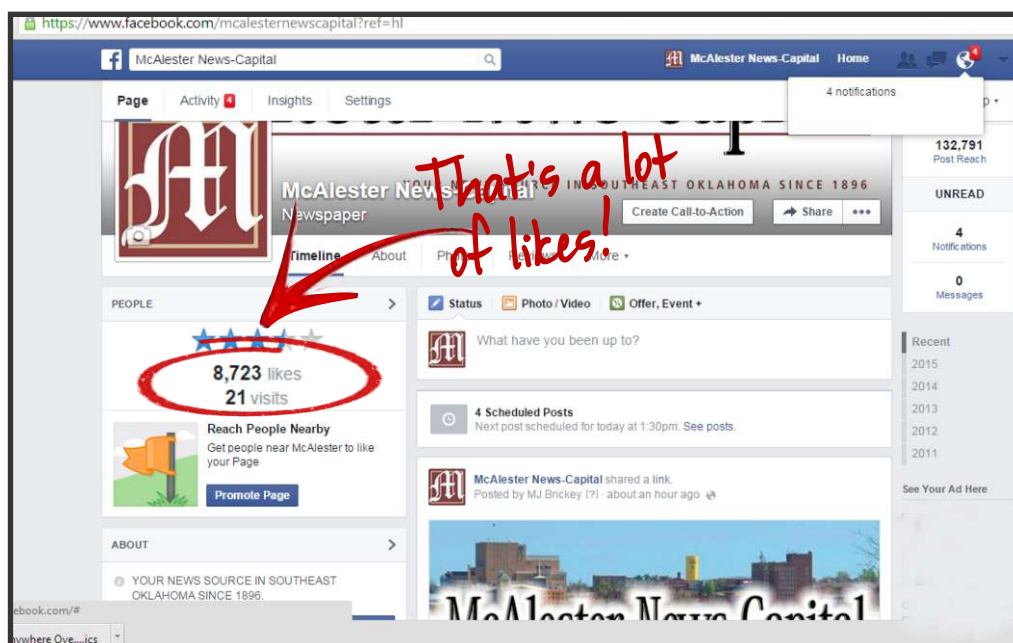 https://www.facebook.com/mcalesternewscapital?ref=hl
McAlester News-Capital
McAlester News-Capital Home 4
4 notifications
Page Activity 4 Insights Settings
That's a lot
of likes!
McAlester News-Capital
Newspaper
IN SOUTHEAST OKLAHOMA SINCE 1896
Create Call-to-Action Share
Timeline About More
132,791
Post Reach
UNREAD
4
Notifications
0
Messages
PEOPLE
8,723 likes
21 visits
Reach People Nearby
Get people near McAlester to like
your Page
Promote Page
ABOUT
YOUR NEWS SOURCE IN SOUTHEAST
OKLAHOMA SINCE 1896.
Status Photo / Video Offer, Event +
What have you been up to?
4 Scheduled Posts
Next post scheduled for today at 1:30pm. See posts.
McAlester News-Capital shared a link.
Posted by MJ Brickey [?] · about an hour ago
McAlester News Capital
Recent
2015
2014
2013
2012
2011
See Your Ad Here
ebook.com/#
nywhere Ove....ics